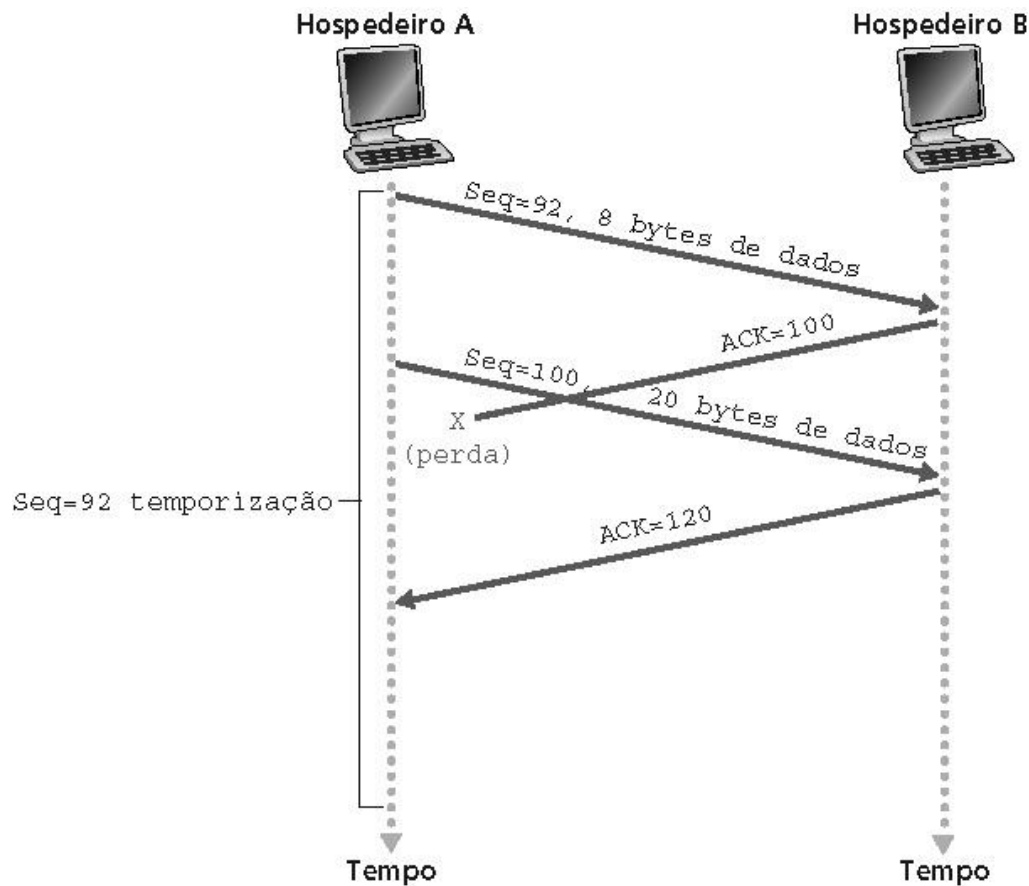 Hospedeiro A
Hospedeiro B
Seq=92, 8 bytes de dados
ACK=100
Seq=100, 20 bytes de dados
X
(perda)
Seq=92 temporização
ACK=120
Tempo
Tempo